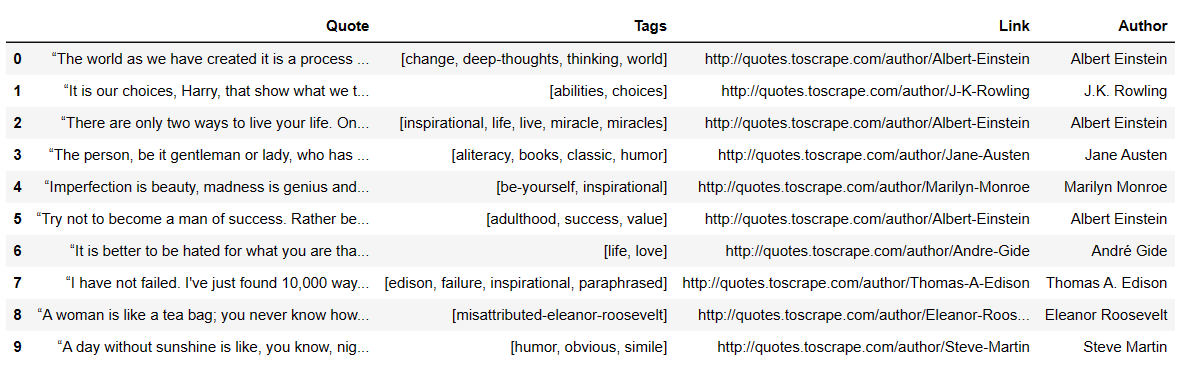 Quote Tags Link Author
0 “The world as we have created it is a process ... [change, deep-thoughts, thinking, world] http://quotes.toscrape.com/author/Albert-Einstein Albert Einstein
1 “It is our choices, Harry, that show what we t... [abilities, choices] http://quotes.toscrape.com/author/J-K-Rowling J.K. Rowling
2 “There are only two ways to live your life. On... [inspirational, life, live, miracle, miracles] http://quotes.toscrape.com/author/Albert-Einstein Albert Einstein
3 “The person, be it gentleman or lady, who has ... [aliteracy, books, classic, humor] http://quotes.toscrape.com/author/Jane-Austen Jane Austen
4 “Imperfection is beauty, madness is genius and... [be-yourself, inspirational] http://quotes.toscrape.com/author/Marilyn-Monroe Marilyn Monroe
5 “Try not to become a man of success. Rather be... [adulthood, success, value] http://quotes.toscrape.com/author/Albert-Einstein Albert Einstein
6 “It is better to be hated for what you are tha... [life, love] http://quotes.toscrape.com/author/Andre-Gide André Gide
7 “I have not failed. I've just found 10,000 way... [edison, failure, inspirational, paraphrased] http://quotes.toscrape.com/author/Thomas-A-Edison Thomas A. Edison
8 “A woman is like a tea bag; you never know how... [misattributed-eleanor-roosevelt] http://quotes.toscrape.com/author/Eleanor-Roos... Eleanor Roosevelt
9 “A day without sunshine is like, you know, nig... [humor, obvious, simile] http://quotes.toscrape.com/author/Steve-Martin Steve Martin